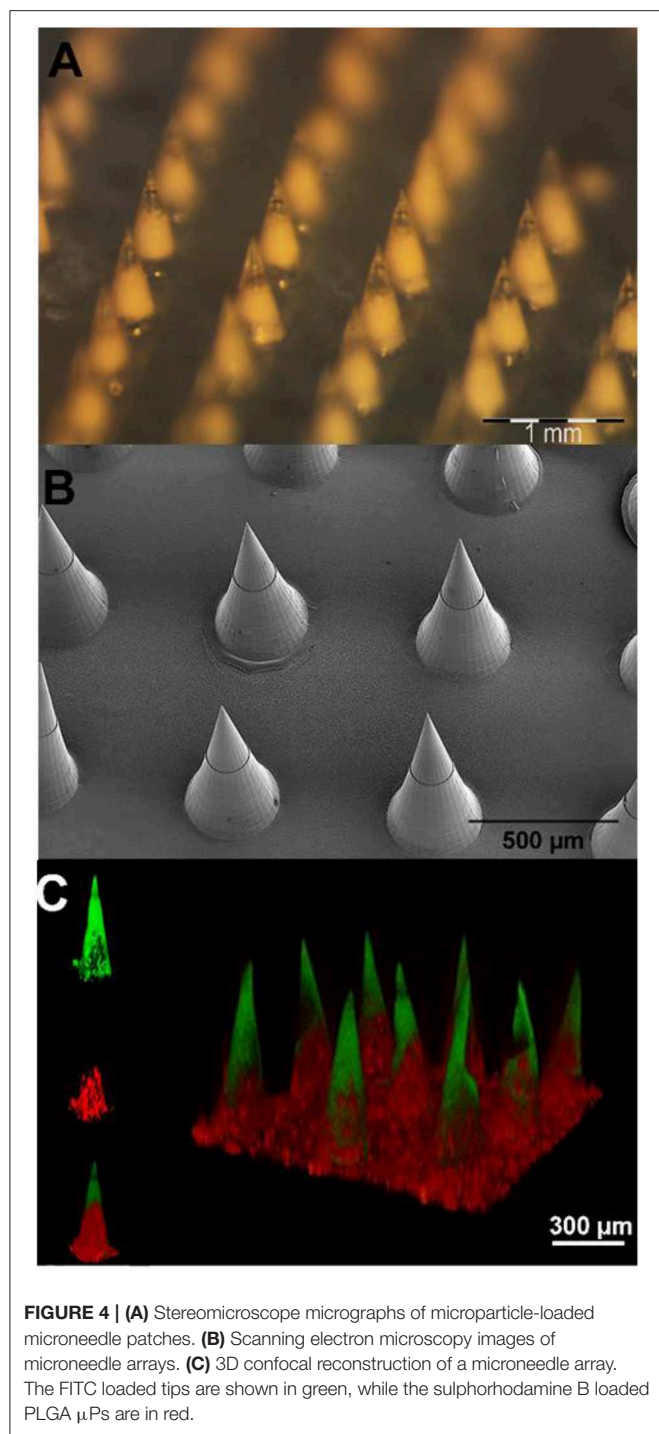 A
1 mm
B
500 µm
C
300 µm
FIGURE 4 | (A) Stereomicroscope micrographs of microparticle-loaded
microneedle patches. (B) Scanning electron microscopy images of
microneedle arrays. (C) 3D confocal reconstruction of a microneedle array.
The FITC loaded tips are shown in green, while the sulphorhodamine B loaded
PLGA µPs are in red.